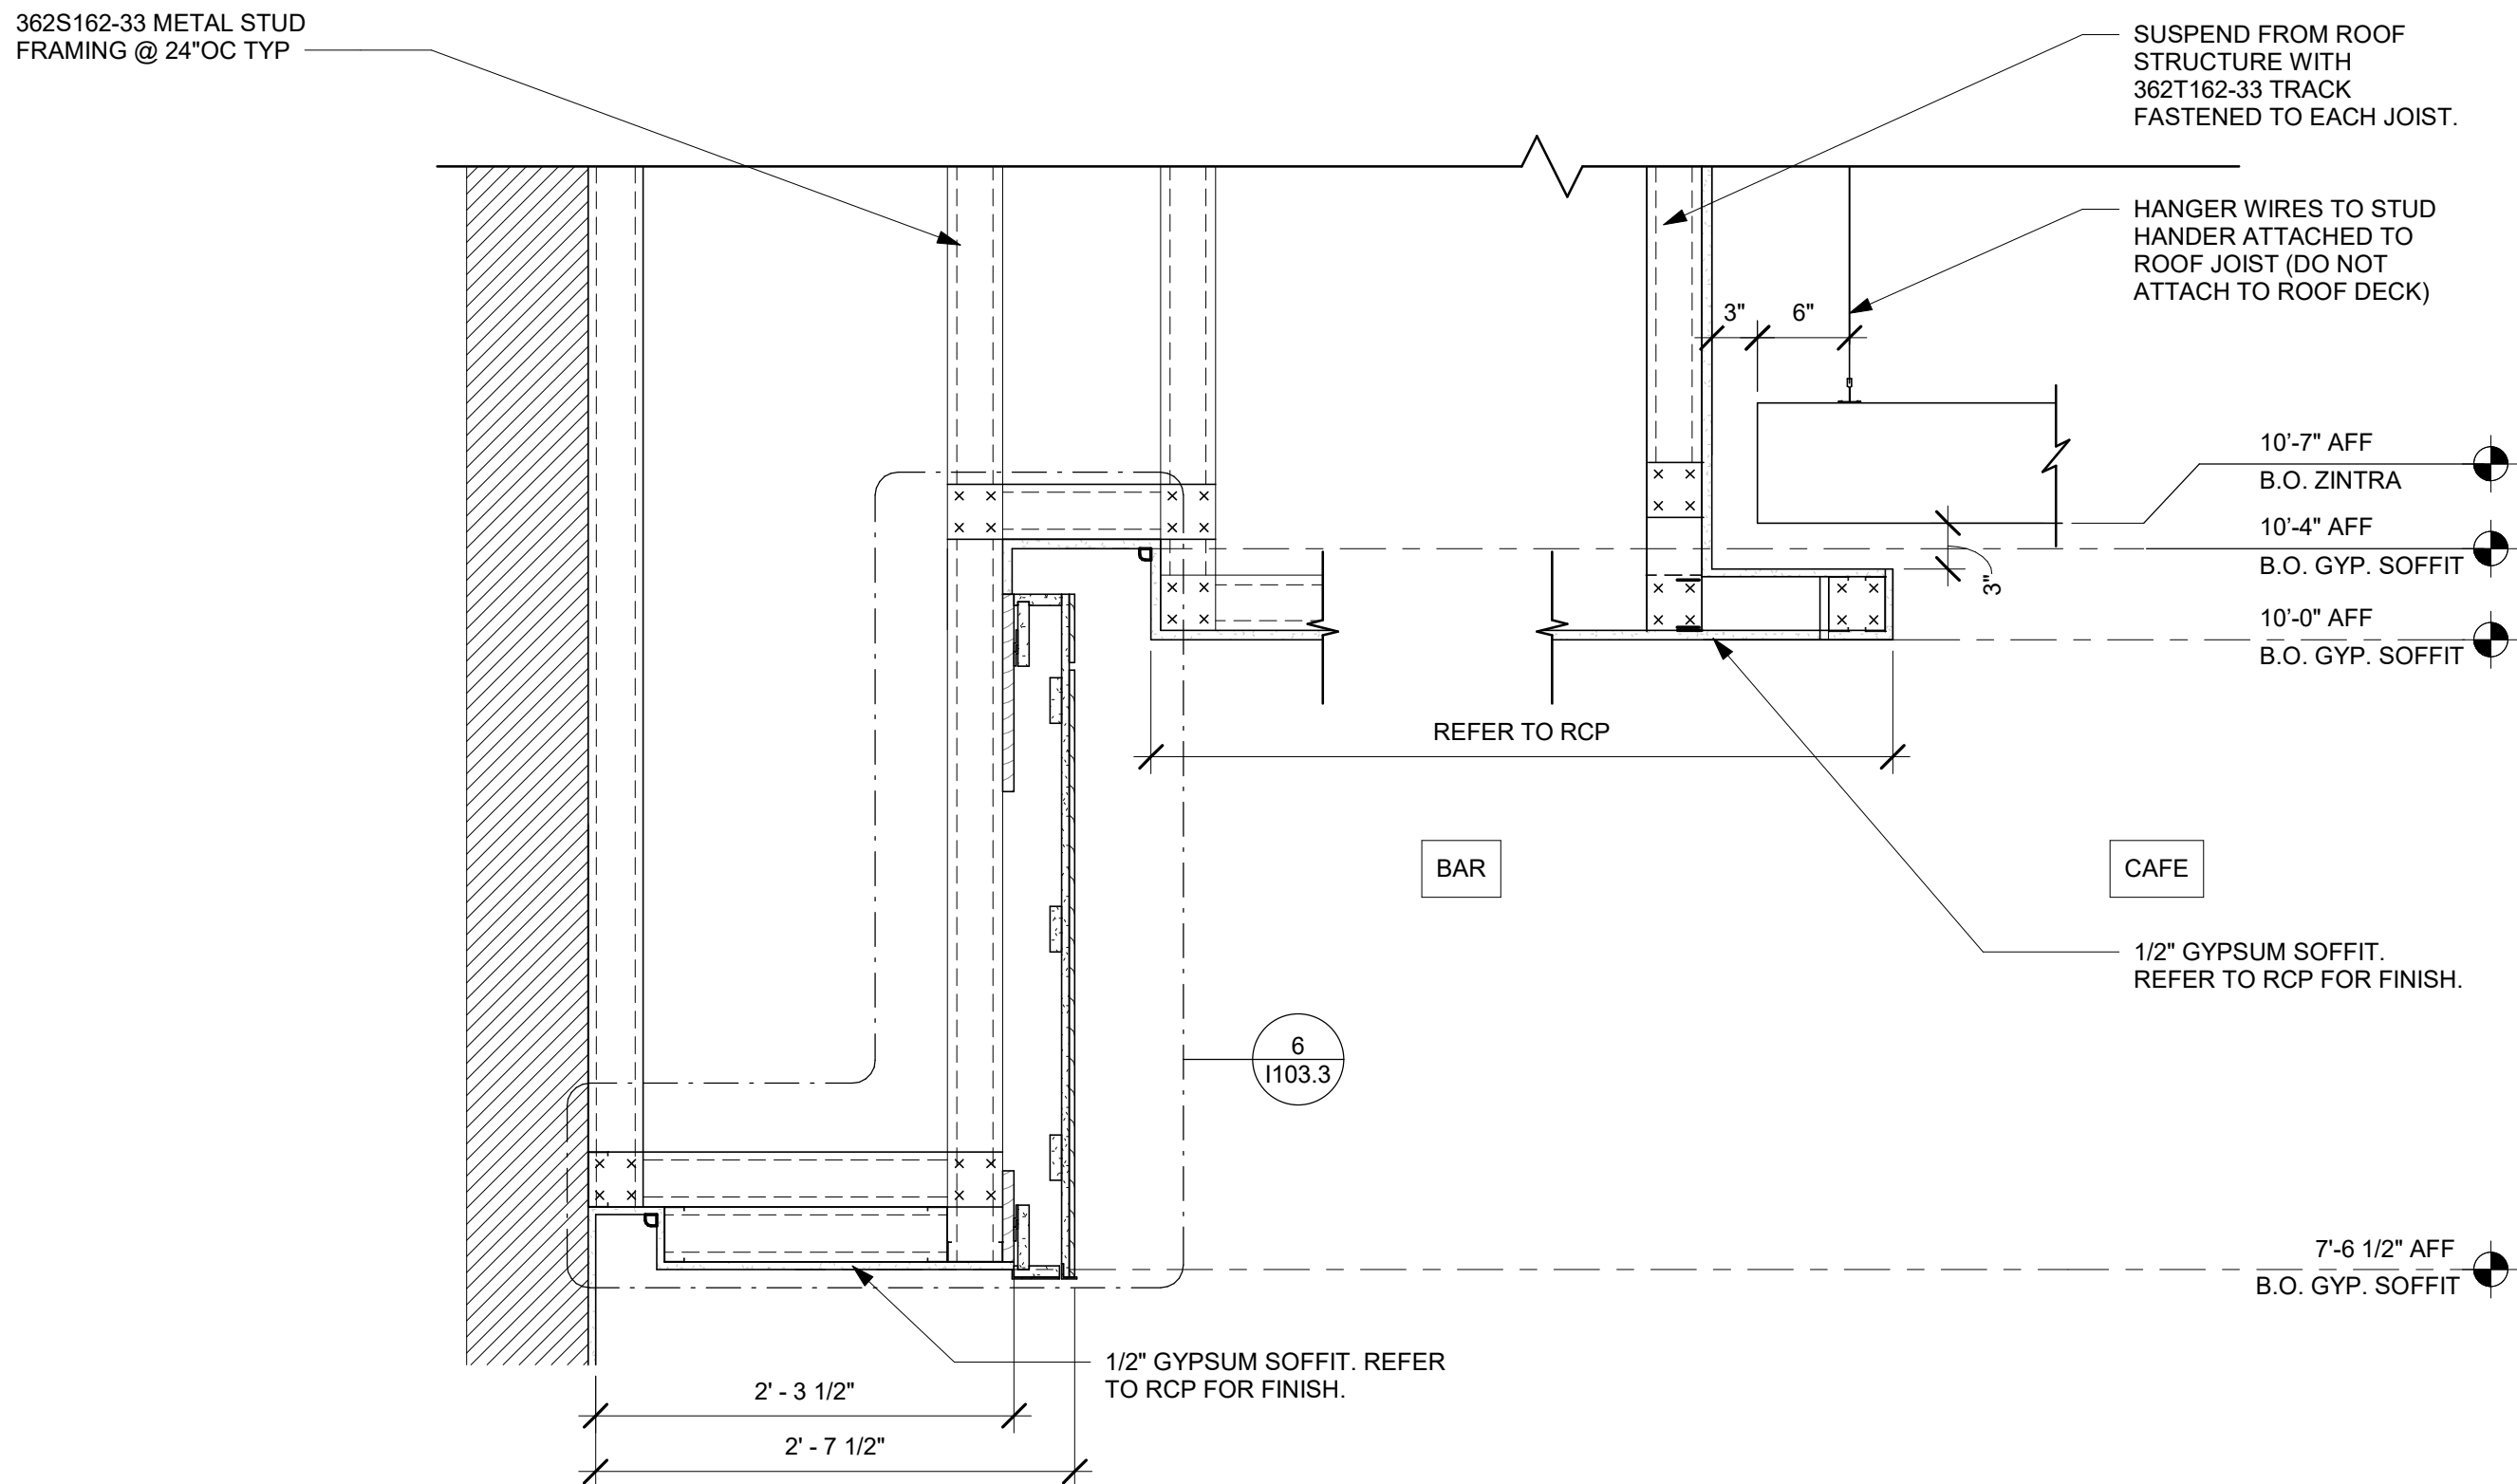 362S162-33 METAL STUD
FRAMING @ 24"OC TYP
SUSPEND FROM ROOF
STRUCTURE WITH
362T162-33 TRACK
FASTENED TO EACH JOIST.
HANGER WIRES TO STUD
HANDER ATTACHED TO
ROOF JOIST (DO NOT
ATTACH TO ROOF DECK)
3"
6"
10’-7" AFF
B.O. ZINTRA
10’-4" AFF
B.O. GYP. SOFFIT
3"
10’-0" AFF
B.O. GYP. SOFFIT
REFER TO RCP
BAR
CAFE
1/2" GYPSUM SOFFIT.
REFER TO RCP FOR FINISH.
6
I103.3
7'-6 1/2" AFF
B.O. GYP. SOFFIT
1/2" GYPSUM SOFFIT. REFER
TO RCP FOR FINISH.
2' - 3 1/2"
2' - 7 1/2"